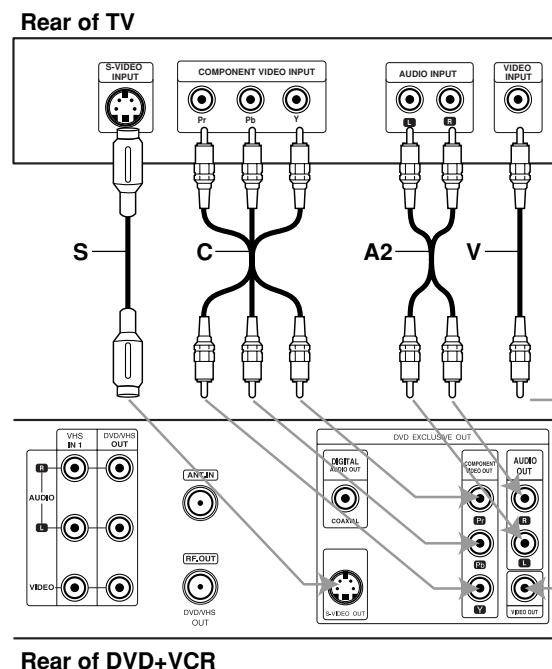 Rear of TV
S-VIDEO
INPUT
COMPONENT VIDEO INPUT
Pr Pb Y
AUDIO INPUT
L R
VIDEO
INPUT
S C A2 V
VHS
IN 1
DVD/VHS
OUT
R
AUDIO
L
VIDEO
ANT.IN
RF.OUT
DVD/VHS
OUT
DVD EXCLUSIVE OUT
DIGITAL
AUDIO OUT
COAXIAL
S-VIDEO OUT
COMPONENT
VIDEO OUT
Pr
Pb
Y
AUDIO
OUT
R
L
VIDEO OUT
Rear of DVD+VCR